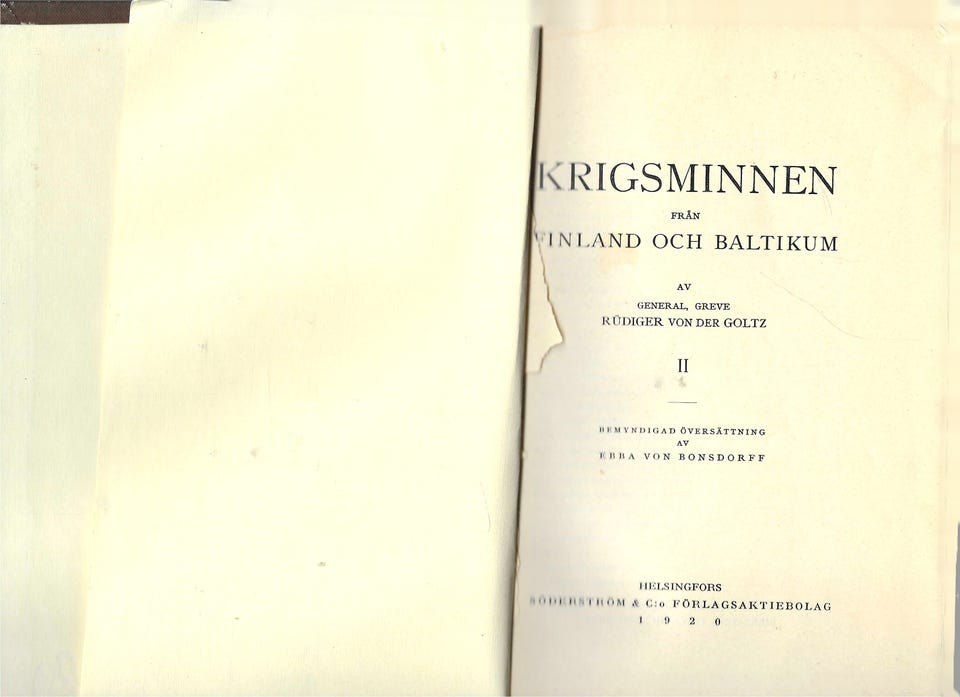 KRIGSMINNEN
FRÅN
FINLAND OCH BALTIKUM
AV
GENERAL, GREVE
RÜDIGER VON DER GOLTZ
II
BEMYNDIGAD ÖVERSÄTTNING
AV
EBBA VON BONSDORFF
HELSINGFORS
SÖDERSTRÖM & C:o FÖRLAGSAKTIEBOLAG
1 9 2 0